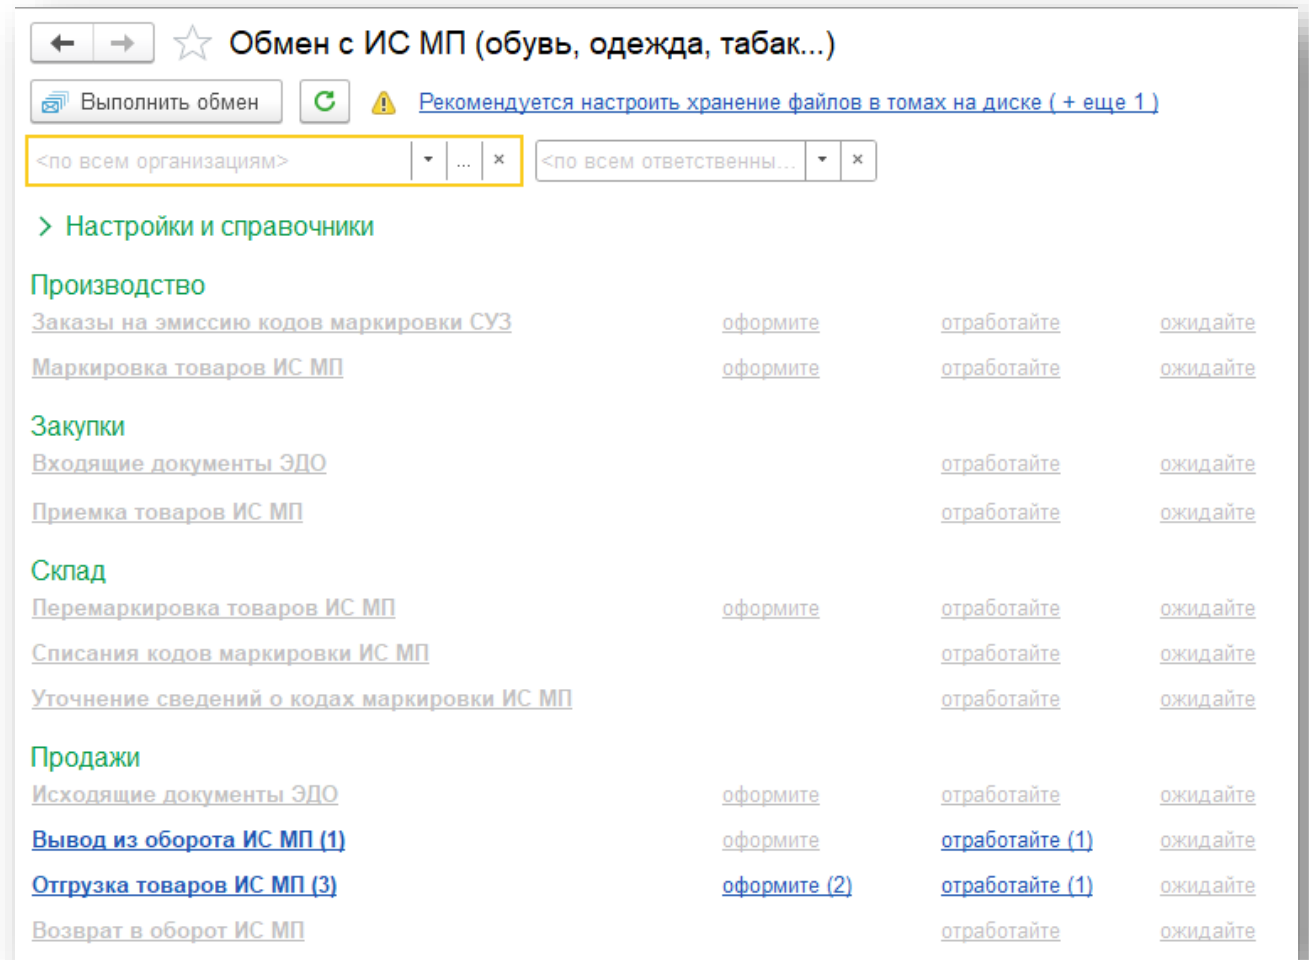 Обмен с ИС МП (обувь, одежда, табак...)
Выполнить обмен Рекомендуется настроить хранение файлов в томах на диске ( + еще 1 )
<по всем организациям> ... × <по всем ответственны... ×
Настройки и справочники
Производство
Заказы на эмиссию кодов маркировки СУЗ оформите отработайте ожидайте
Маркировка товаров ИС МП оформите отработайте ожидайте
Закупки
Входящие документы ЭДО отработайте ожидайте
Приемка товаров ИС МП отработайте ожидайте
Склад
Перемаркировка товаров ИС МП оформите отработайте ожидайте
Списания кодов маркировки ИС МП отработайте ожидайте
Уточнение сведений о кодах маркировки ИС МП отработайте ожидайте
Продажи
Исходящие документы ЭДО оформите отработайте ожидайте
Вывод из оборота ИС МП (1) оформите отработайте (1) ожидайте
Отгрузка товаров ИС МП (3) оформите (2) отработайте (1) ожидайте
Возврат в оборот ИС МП отработайте ожидайте